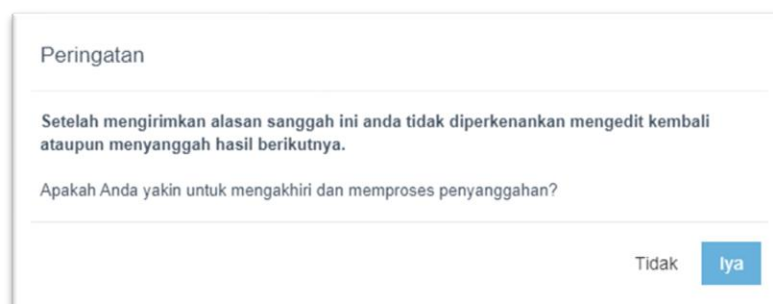 Peringatan
Setelah mengirimkan alasan sanggah ini anda tidak diperkenankan mengedit kembali
ataupun menyanggah hasil berikutnya.
Apakah Anda yakin untuk mengakhiri dan memproses penyanggahan?
Tidak
Iya